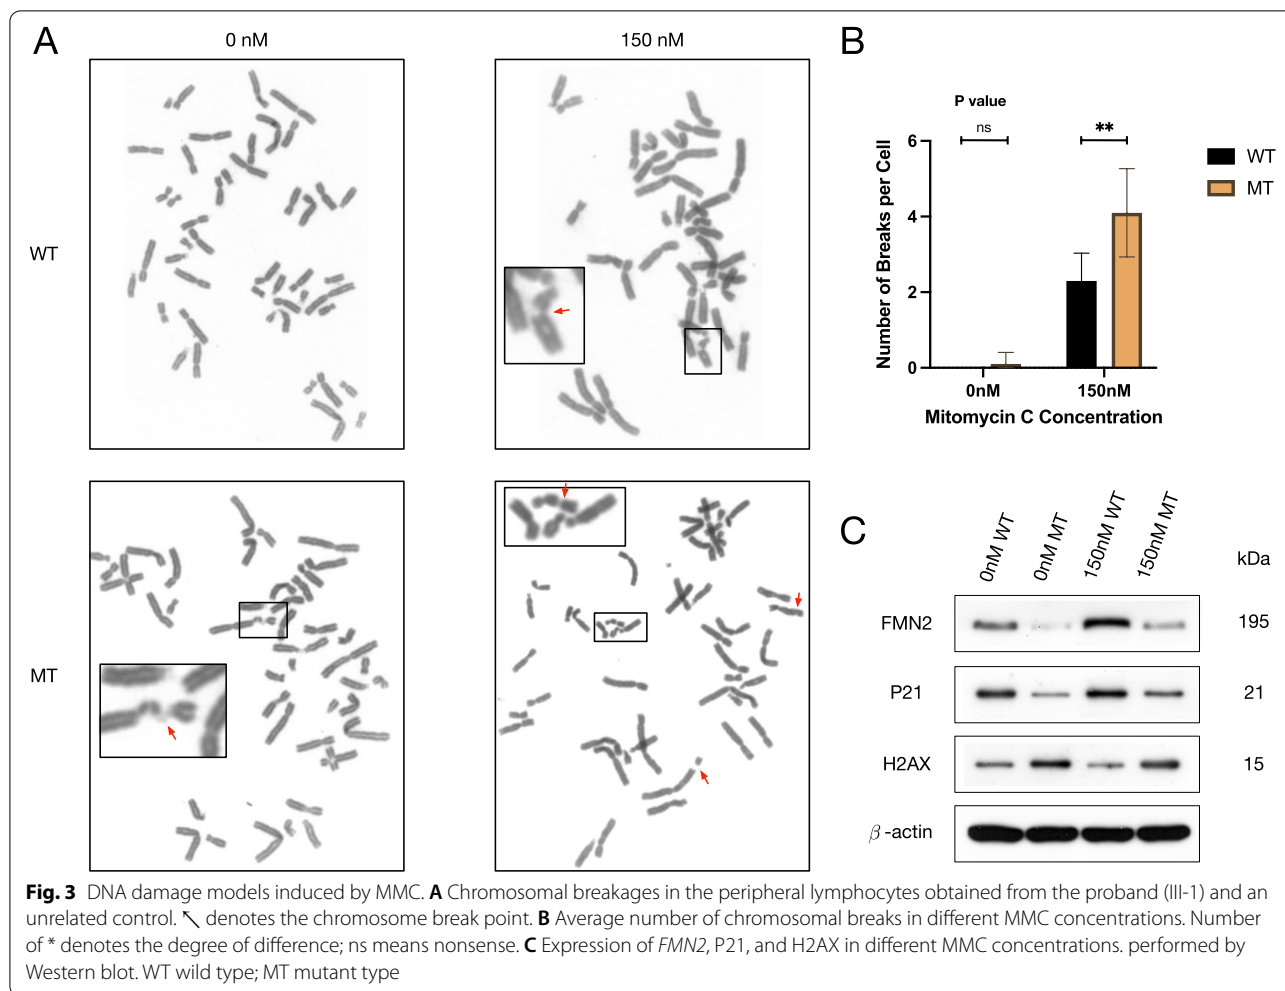 A
0 nM
150 nM
WT
MT
B
P value
ns
**
6
4
2
0
Number of Breaks per Cell
0nM
150nM
Mitomycin C Concentration
WT
MT
C
0nM WT
0nM MT
150nM WT
150nM MT
kDa
FMN2
195
P21
21
H2AX
15
β-actin
Fig. 3 DNA damage models induced by MMC. A Chromosomal breakages in the peripheral lymphocytes obtained from the proband (III-1) and an
unrelated control. ↖ denotes the chromosome break point. B Average number of chromosomal breaks in different MMC concentrations. Number
of * denotes the degree of difference; ns means nonsense. C Expression of FMN2, P21, and H2AX in different MMC concentrations. performed by
Western blot. WT wild type; MT mutant type